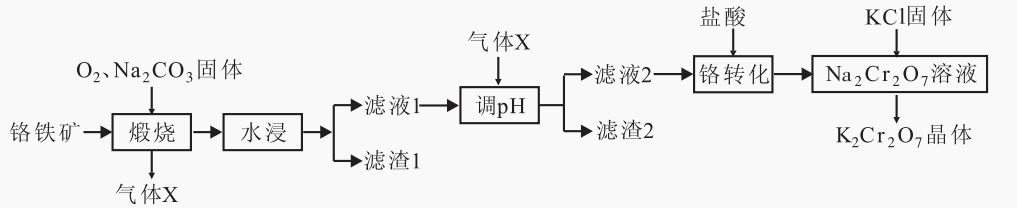 盐酸
KCl固体
气体X
O₂、Na₂CO₃固体
滤液2
铬转化
Na₂Cr₂O₇溶液
滤液1
调pH
铬铁矿
煅烧
水浸
滤渣2
K₂Cr₂O₇晶体
滤渣1
气体X